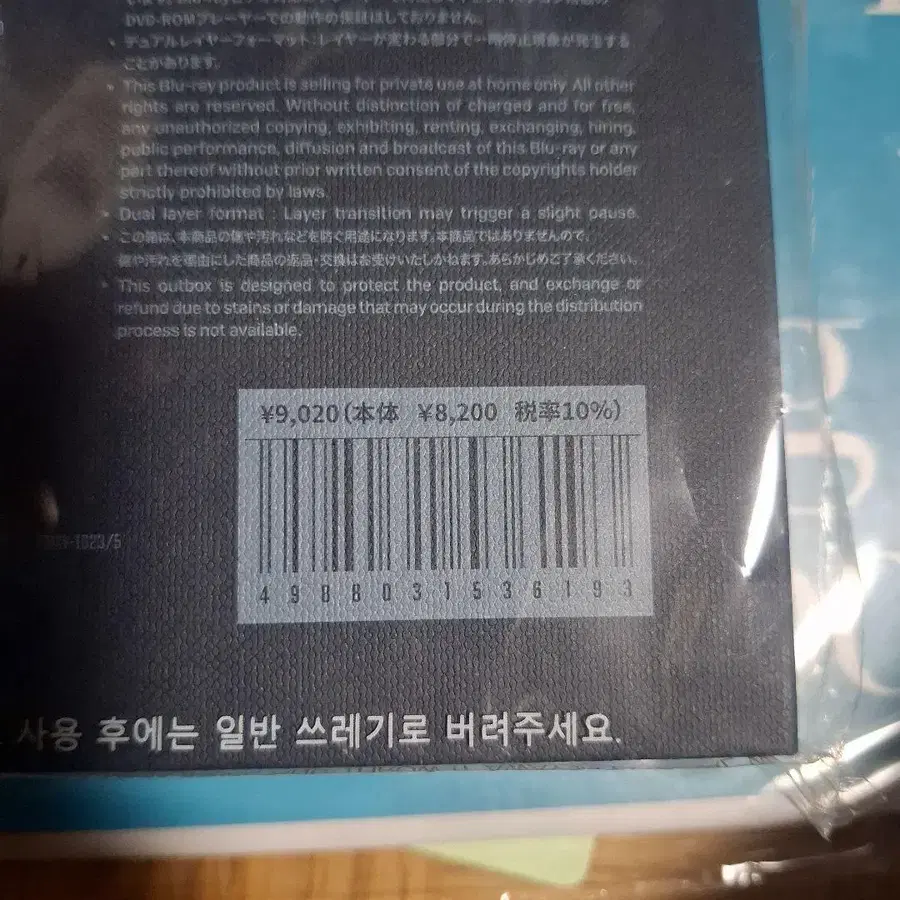 DVD-ROMプレーヤーでの動作の保証はしておりません。
• デュアルレイヤーフォーマット:レイヤーが変わる部分で一時停止現象が発生する
ことがあります。
• This Blu-ray product is selling for private use at home only. All other
rights are reserved. Without distinction of charged and for free,
any unauthorized copying, exhibiting, renting, exchanging, hiring,
public performance, diffusion and broadcast of this Blu-ray or any
part thereof without prior written consent of the copyrights holder
strictly prohibited by laws.
• Dual layer format : Layer transition may trigger a slight pause.
• この箱は、本商品の傷や汚れなどを防ぐ用途になります。本商品ではありませんので、
傷や汚れを理由にした商品の返品・交換はお受けいたしかねます。あらかじめご了承ください。
• This outbox is designed to protect the product, and exchange or
refund due to stains or damage that may occur during the distribution
process is not available.
¥9,020(本体 ¥8,200 税率10%)
4988031536193
-1023/5
사용 후에는 일반 쓰레기로 버려주세요.